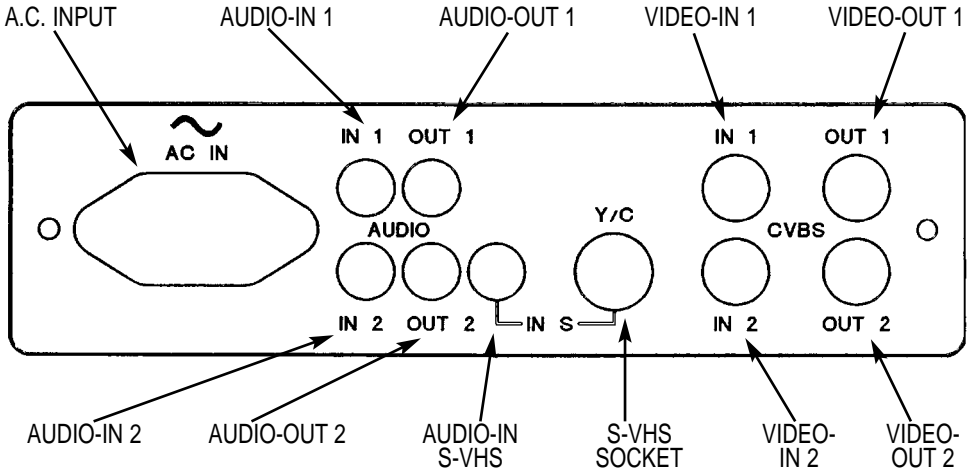 A.C. INPUT AUDIO-IN 1 AUDIO-OUT 1 VIDEO-IN 1 VIDEO-OUT 1
IN 1 OUT 1 IN 1 OUT 1
AC IN
Y/C
AUDIO CVBS
IN 2 OUT 2 IN S IN 2 OUT 2
AUDIO-IN 2 AUDIO-OUT 2 AUDIO-IN S-VHS VIDEO- VIDEO-
S-VHS SOCKET IN 2 OUT 2